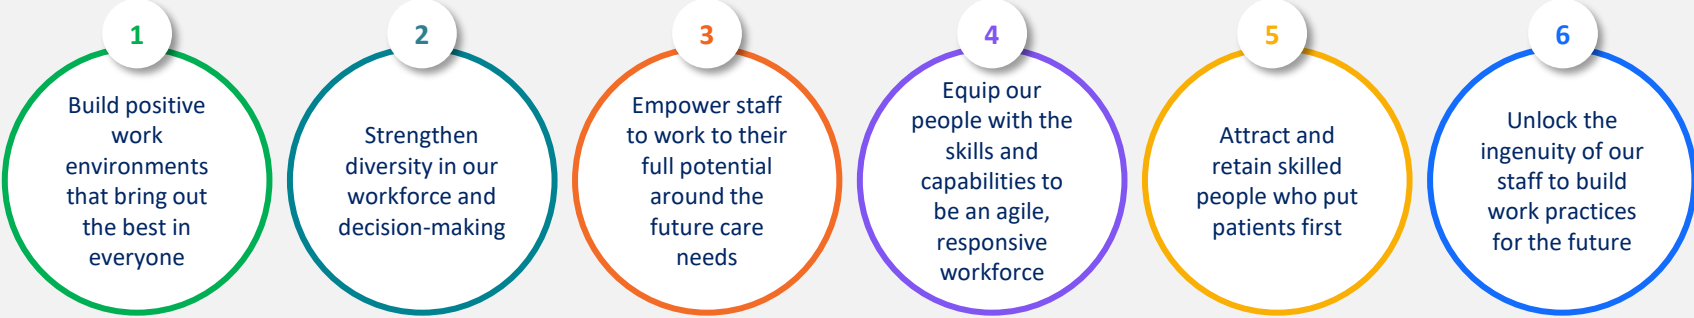 1
Build positive
work
environments
that bring out
the best in
everyone
2
Strengthen
diversity in our
workforce and
decision-making
3
Empower staff
to work to their
full potential
around the
future care
needs
4
Equip our
people with the
skills and
capabilities to
be an agile,
responsive
workforce
5
Attract and
retain skilled
people who put
patients first
6
Unlock the
ingenuity of our
staff to build
work practices
for the future